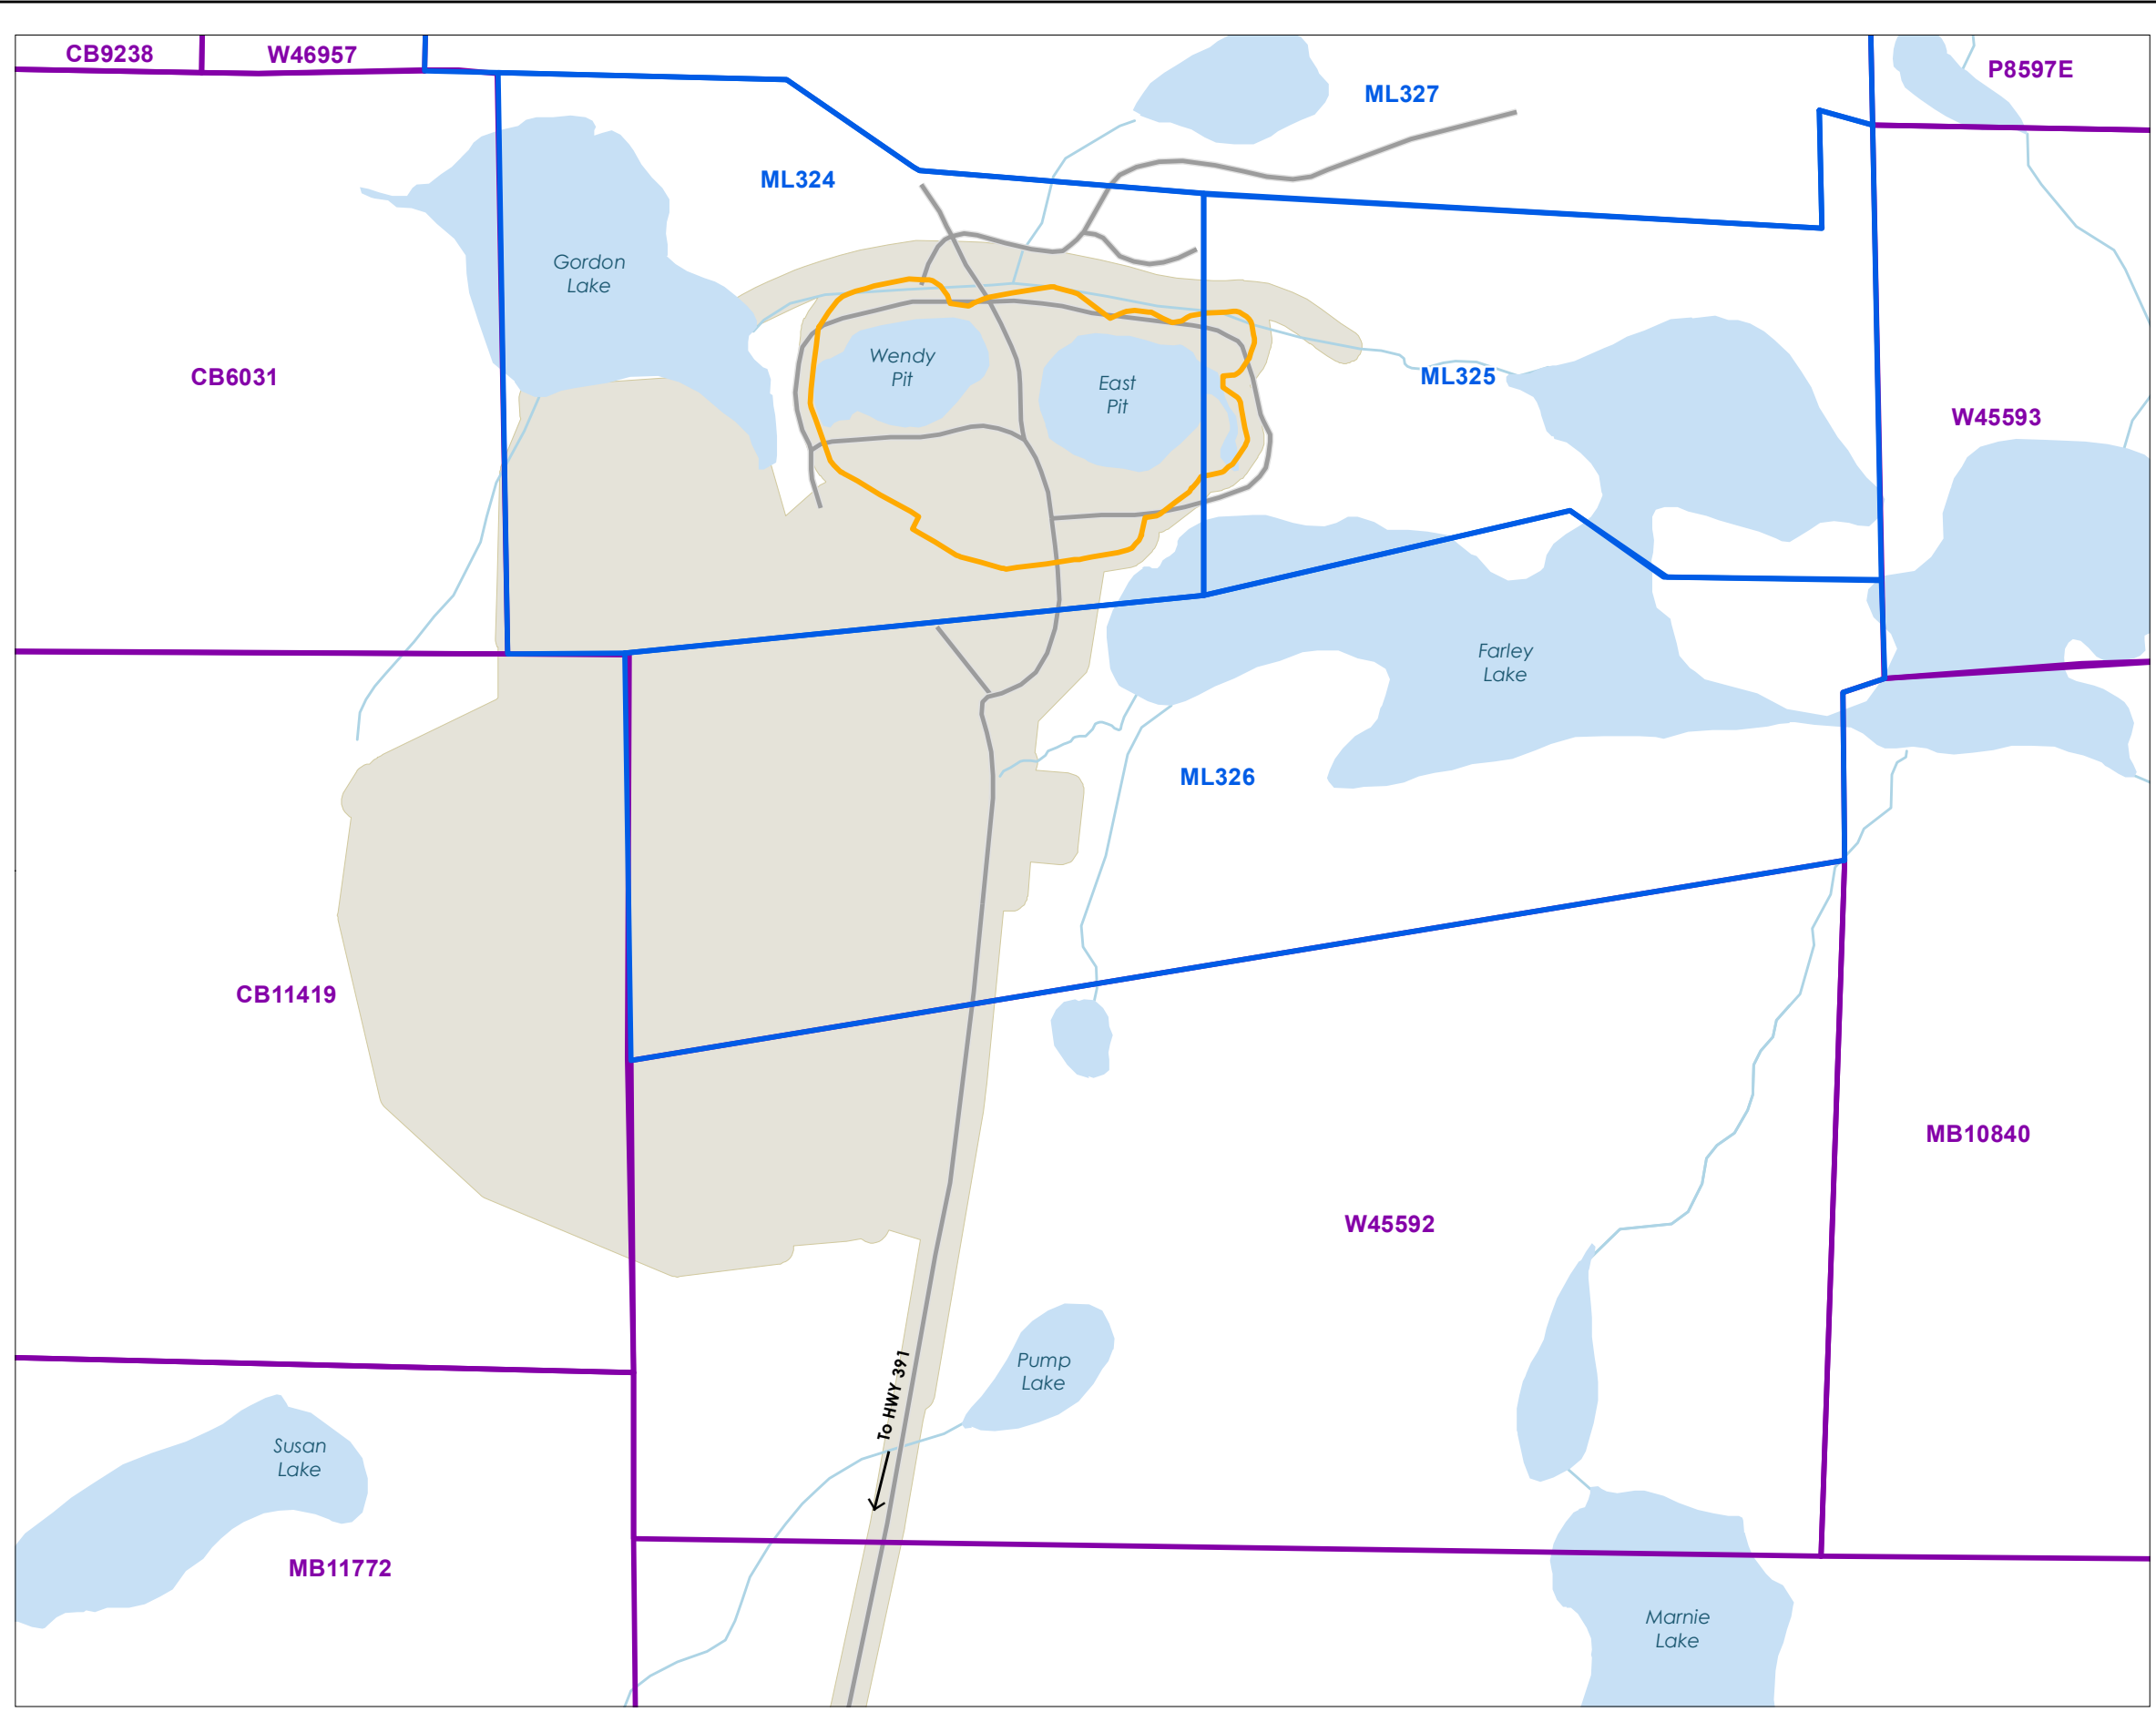 CB9238
W46957
P8597E
ML327
ML324
Gordon
Lake
Wendy
Pit
East
Pit
CB6031
ML325
W45593
Farley
Lake
ML326
CB11419
MB10840
W45592
Pump
Lake
To HWY 391
Susan
Lake
MB11772
Marnie
Lake